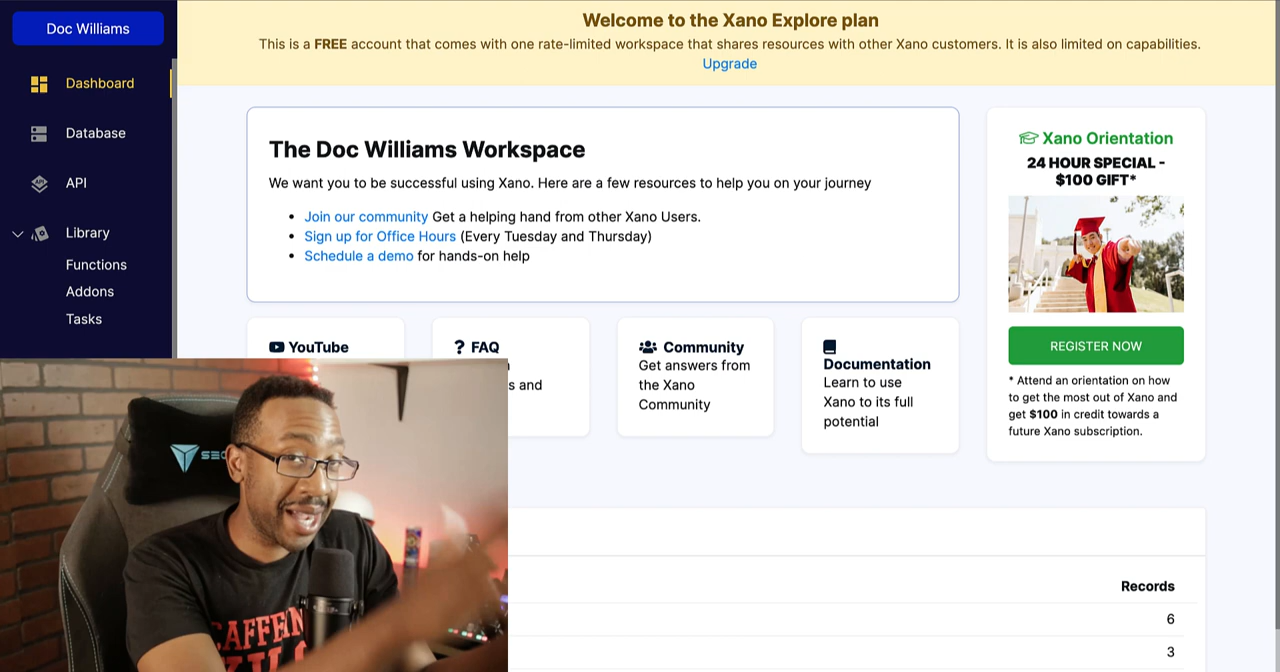 Doc Williams
Dashboard
Database
API
Library
Functions
Addons
Tasks
Welcome to the Xano Explore plan
This is a FREE account that comes with one rate-limited workspace that shares resources with other Xano customers. It is also limited on capabilities.
Upgrade
The Doc Williams Workspace
We want you to be successful using Xano. Here are a few resources to help you on your journey
Join our community Get a helping hand from other Xano Users.
Sign up for Office Hours (Every Tuesday and Thursday)
Schedule a demo for hands-on help
Xano Orientation
24 HOUR SPECIAL -
$100 GIFT*
REGISTER NOW
* Attend an orientation on how
to get the most out of Xano and
get $100 in credit towards a
future Xano subscription.
YouTube
FAQ
s and
Community
Get answers from
the Xano
Community
Documentation
Learn to use
Xano to its full
potential
Records
6
3